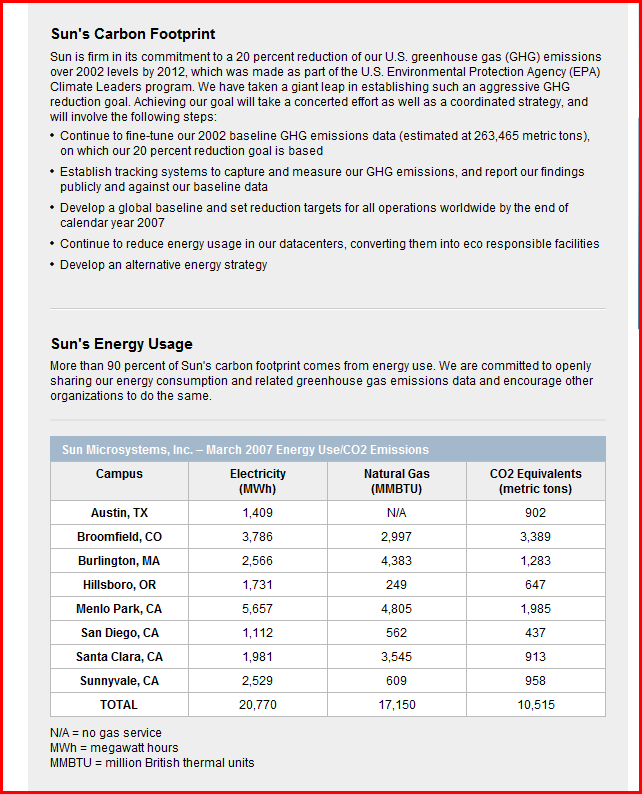 Sun's Carbon Footprint
Sun is firm in its commitment to a 20 percent reduction of our U.S. greenhouse gas (GHG) emissions
over 2002 levels by 2012, which was made as part of the U.S. Environmental Protection Agency (EPA)
Climate Leaders program. We have taken a giant leap in establishing such an aggressive GHG
reduction goal. Achieving our goal will take a concerted effort as well as a coordinated strategy, and
will involve the following steps:
• Continue to fine-tune our 2002 baseline GHG emissions data (estimated at 263,465 metric tons),
on which our 20 percent reduction goal is based
• Establish tracking systems to capture and measure our GHG emissions, and report our findings
publicly and against our baseline data
• Develop a global baseline and set reduction targets for all operations worldwide by the end of
calendar year 2007
• Continue to reduce energy usage in our datacenters, converting them into eco responsible facilities
• Develop an alternative energy strategy
Sun's Energy Usage
More than 90 percent of Sun's carbon footprint comes from energy use. We are committed to openly
sharing our energy consumption and related greenhouse gas emissions data and encourage other
organizations to do the same.
Sun Microsystems, Inc. – March 2007 Energy Use/CO2 Emissions
Campus Electricity Natural Gas CO2 Equivalents
(MWh) (MMBTU) (metric tons)
Austin, TX 1,409 N/A 902
Broomfield, CO 3,786 2,997 3,389
Burlington, MA 2,566 4,383 1,283
Hillsboro, OR 1,731 249 647
Menlo Park, CA 5,657 4,805 1,985
San Diego, CA 1,112 562 437
Santa Clara, CA 1,981 3,545 913
Sunnyvale, CA 2,529 609 958
TOTAL 20,770 17,150 10,515
N/A = no gas service
MWh = megawatt hours
MMBTU = million British thermal units